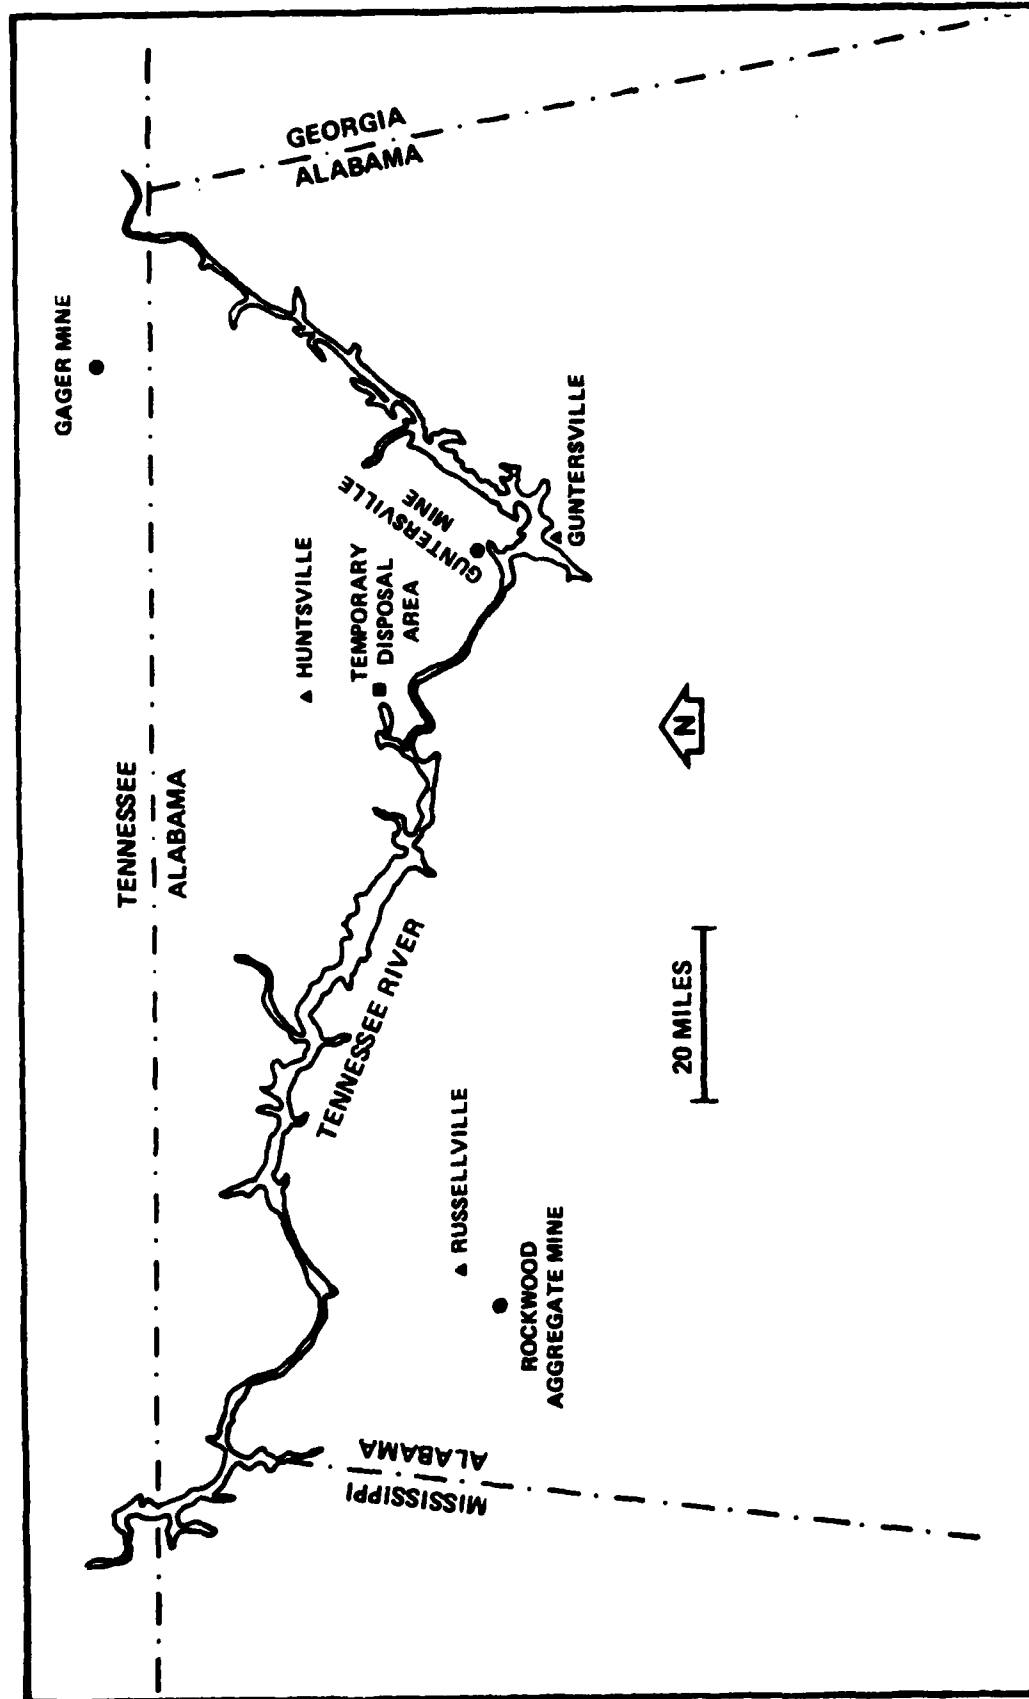 GAGER MINE
TENNESSEE
ALABAMA
GEORGIA
ALABAMA
HUNTSVILLE
TEMPORARY
DISPOSAL
AREA
GUNTERSVILLE
MINE
GUNTERSVILLE
TENNESSEE RIVER
MISSISSIPPI
ALABAMA
RUSSELLVILLE
ROCKWOOD
AGGREGATE MINE
20 MILES
N